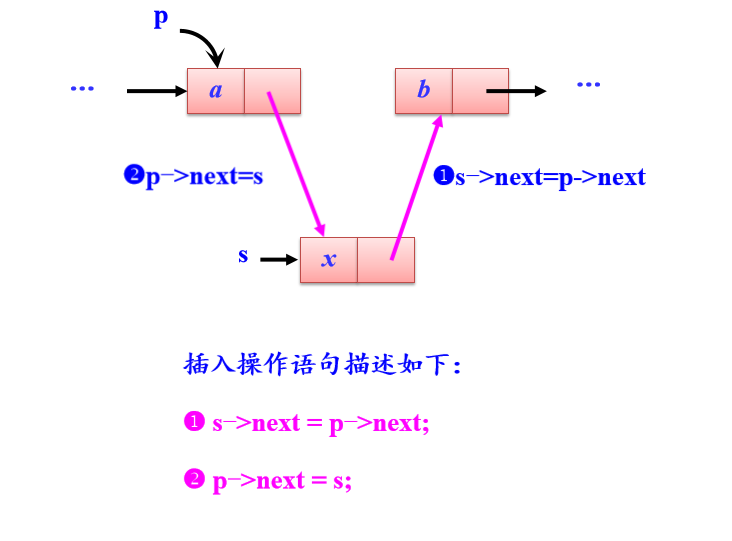 p
... a b ...
❷p->next=s ❶s->next=p->next
s x
插入操作语句描述如下：
❶ s->next = p->next;
❷ p->next = s;